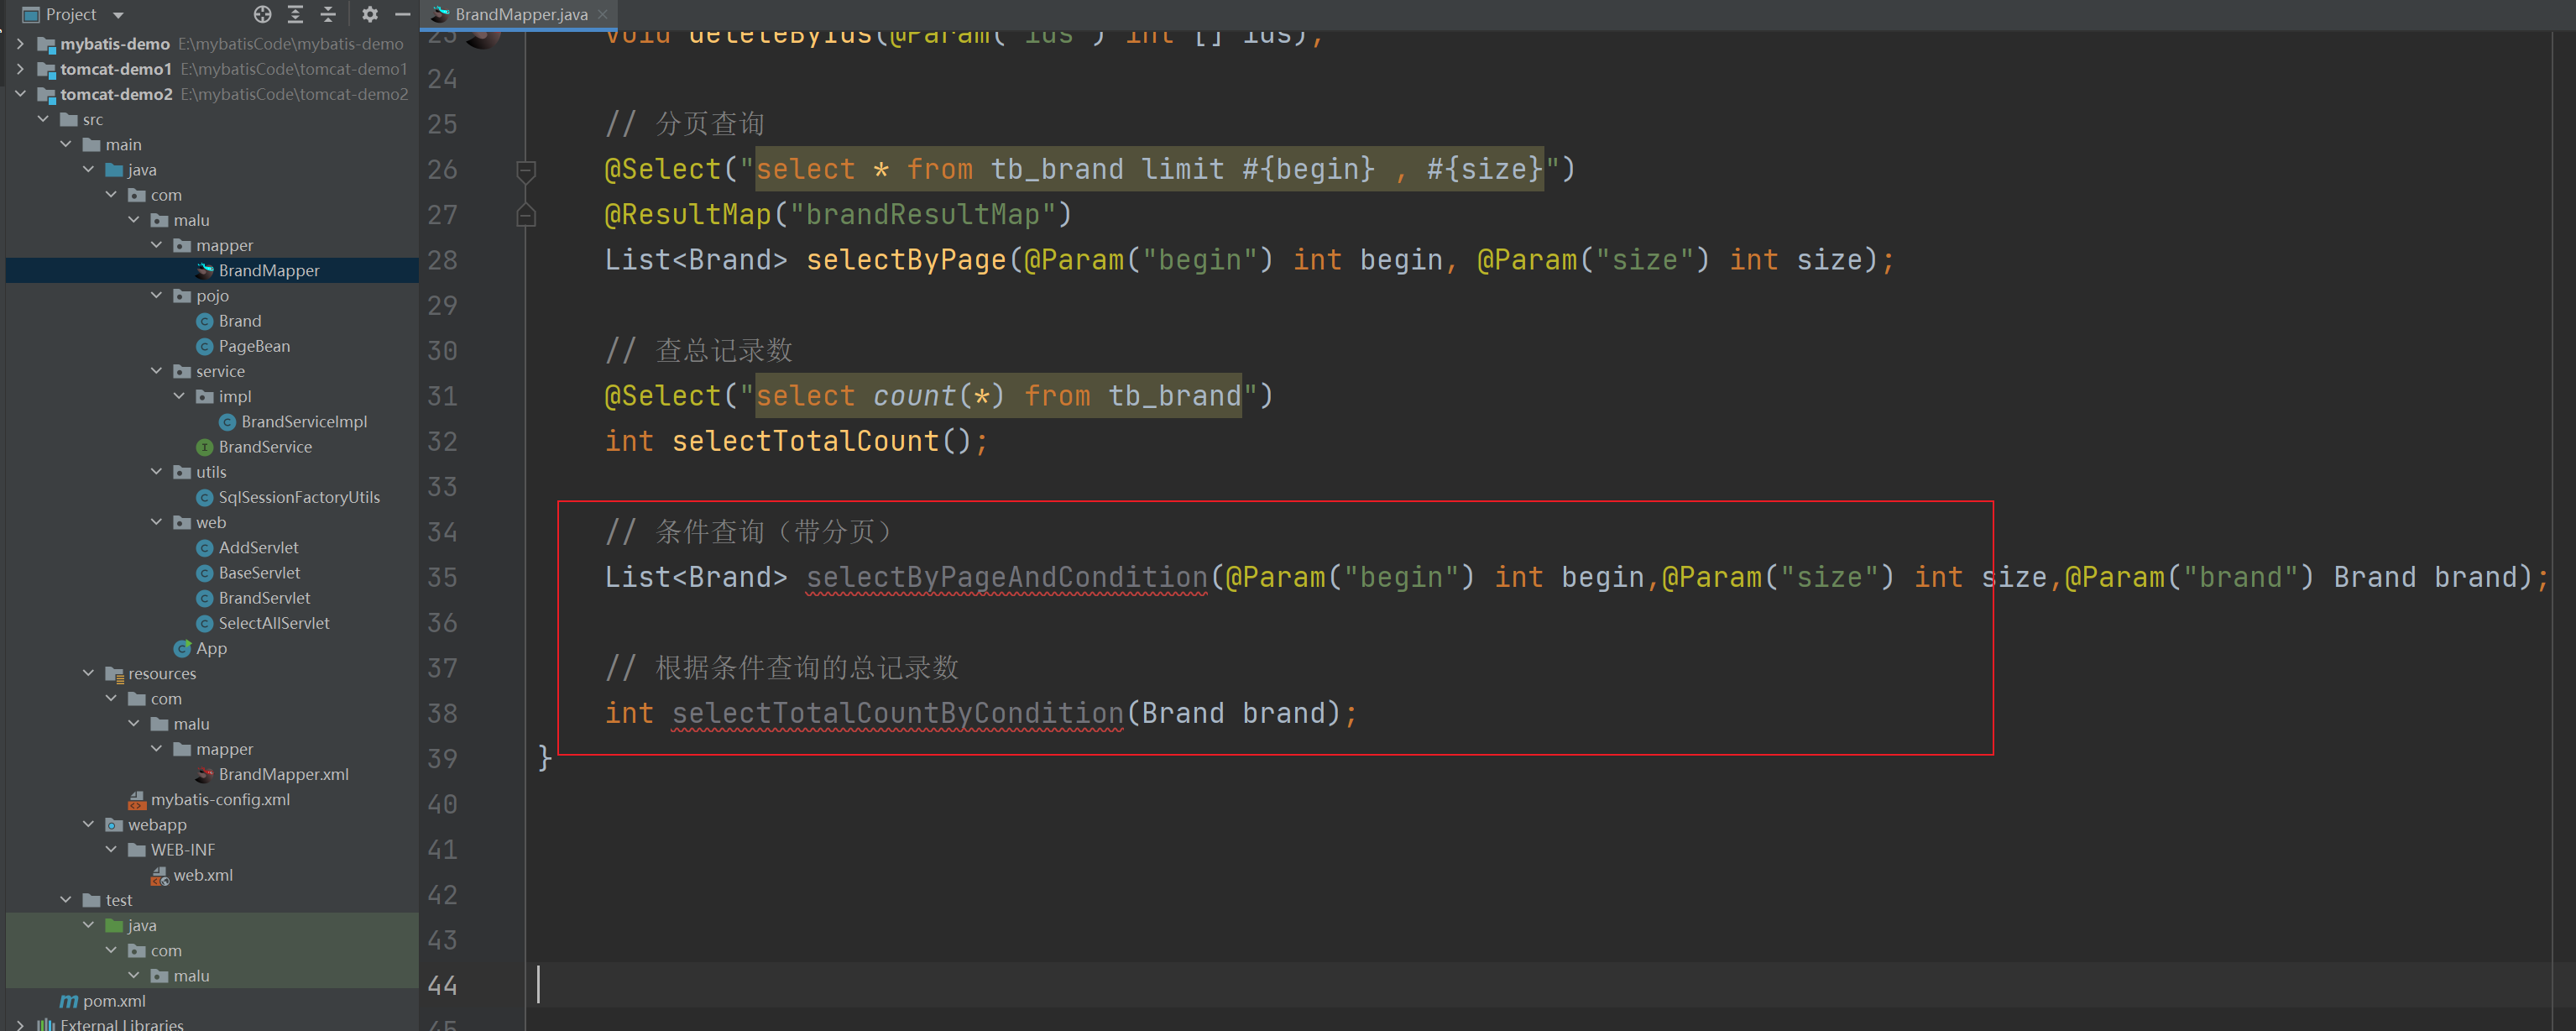 Project
BrandMapper.java
mybatis-demo E:\mybatisCode\mybatis-demo
tomcat-demo1 E:\mybatisCode\tomcat-demo1
tomcat-demo2 E:\mybatisCode\tomcat-demo2
src
main
java
com
malu
mapper
BrandMapper
pojo
Brand
PageBean
service
impl
BrandServiceImpl
BrandService
utils
SqlSessionFactoryUtils
web
AddServlet
BaseServlet
BrandServlet
SelectAllServlet
App
resources
com
malu
mapper
BrandMapper.xml
mybatis-config.xml
webapp
WEB-INF
web.xml
test
java
com
malu
pom.xml
External Libraries
23 void deleteByIds(@Param("ids") int [] ids);
24
25 // 分页查询
26 @Select("select * from tb_brand limit #{begin} , #{size}")
27 @ResultMap("brandResultMap")
28 List<Brand> selectByPage(@Param("begin") int begin, @Param("size") int size);
29
30 // 查总记录数
31 @Select("select count(*) from tb_brand")
32 int selectTotalCount();
33
34 // 条件查询（带分页）
35 List<Brand> selectByPageAndCondition(@Param("begin") int begin,@Param("size") int size,@Param("brand") Brand brand);
36
37 // 根据条件查询的总记录数
38 int selectTotalCountByCondition(Brand brand);
39 }
40
41
42
43
44
45